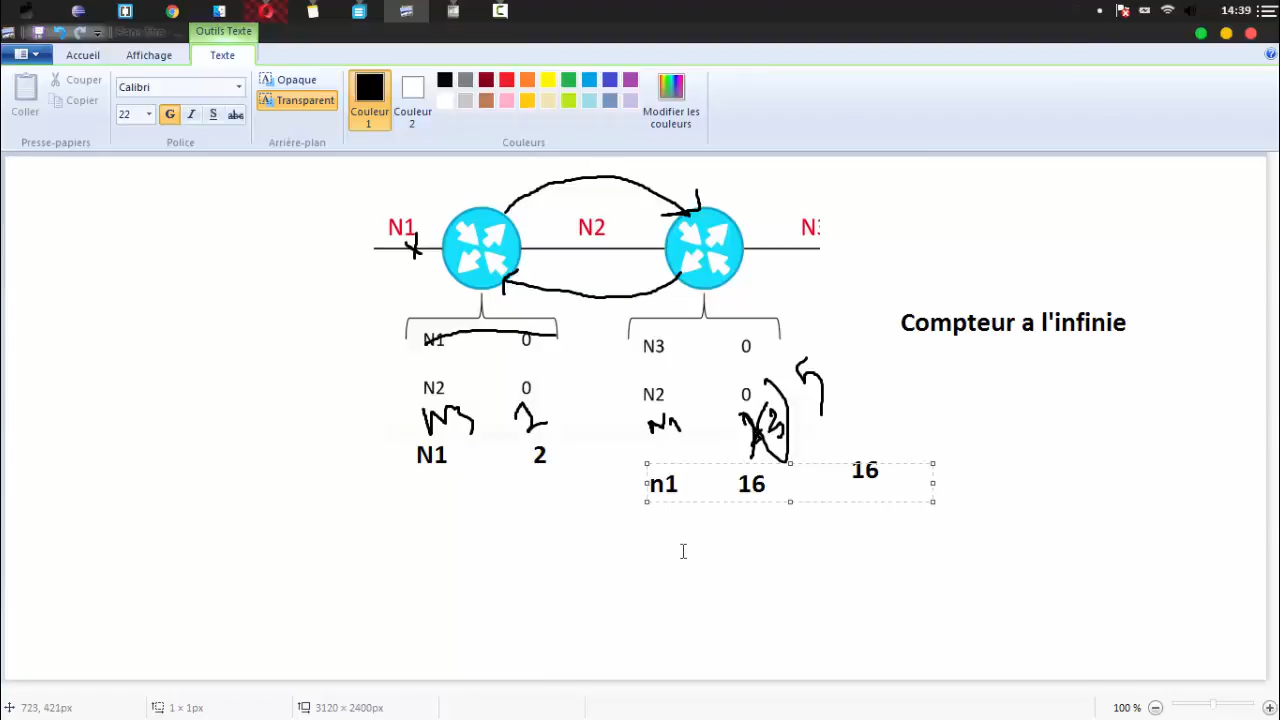 14:39
Outils Texte
Accueil
Affichage
Texte
Coller
Couper
Copier
Presse-papiers
Calibri
22
G I S abc
Police
Opaque
Transparent
Arrière-plan
Couleur 1
Couleur 2
Modifier les couleurs
Couleurs
N1
N2
N3
N1 0
N3 0
N2 0
N2 0
N3
N1
N1 2
n1 16
16
Compteur a l'infinie
723, 421px
1 × 1px
3120 × 2400px
100 %